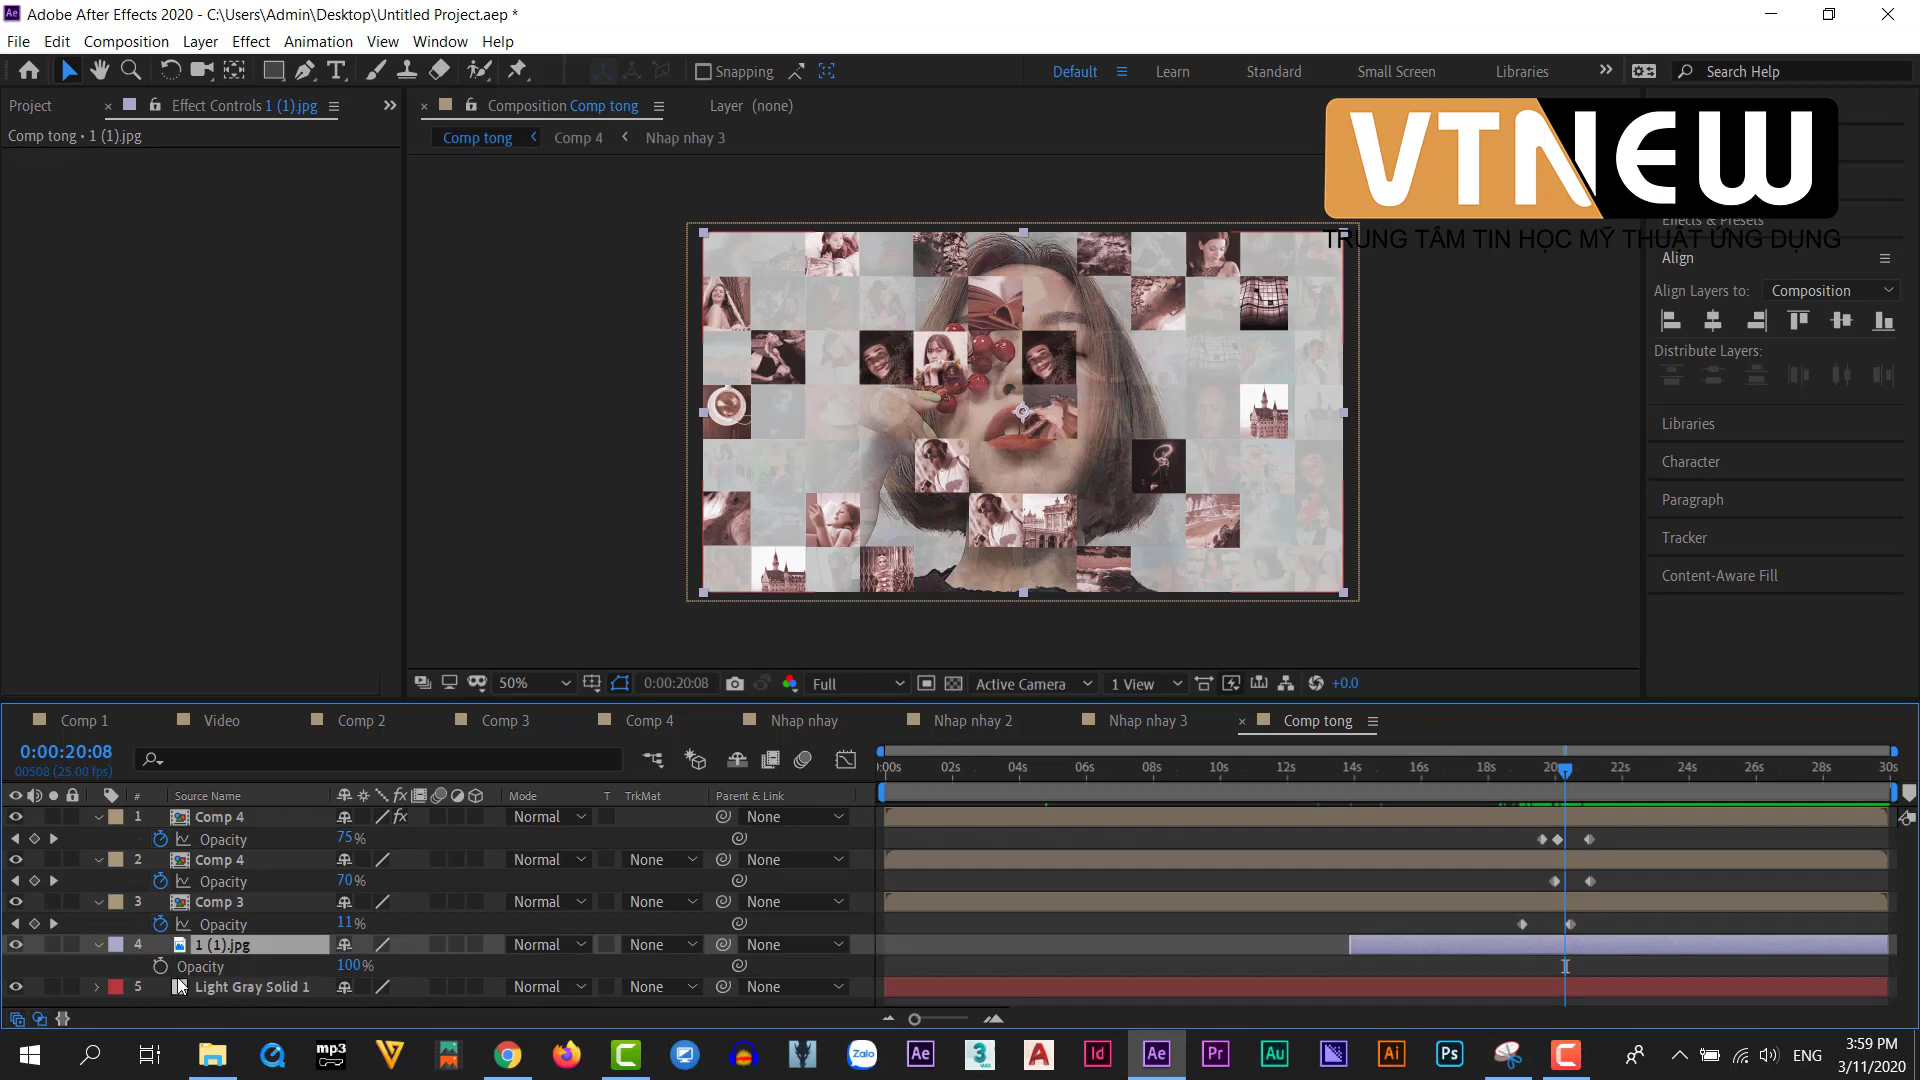 Adobe After Effects 2020 - C:\Users\Admin\Desktop\Untitled Project.aep *
File Edit Composition Layer Effect Animation View Window Help
Snapping Default Learn Standard Small Screen Libraries Search Help
Project Effect Controls 1 (1).jpg Composition Comp tong Layer (none)
Comp tong • 1 (1).jpg
Comp tong Comp 4 Nhap nhay 3
VTNEW
TRUNG TÂM TIN HỌC MỸ THUẬT ỨNG DỤNG
Effects & Presets
Align
Align Layers to: Composition
Distribute Layers:
Libraries
Character
Paragraph
Tracker
Content-Aware Fill
50% 0:00:20:08 Full Active Camera 1 View +0.0
Comp 1 Video Comp 2 Comp 3 Comp 4 Nhap nhay Nhap nhay 2 Nhap nhay 3 Comp tong
0:00:20:08
00508 (25.00 fps)
:00s 02s 04s 06s 08s 10s 12s 14s 16s 18s 20s 22s 24s 26s 28s 30s
# Source Name fx Mode T TrkMat Parent & Link
1 Comp 4 fx Normal None
Opacity 75%
2 Comp 4 Normal None None
Opacity 70%
3 Comp 3 Normal None None
Opacity 11%
4 1 (1).jpg Normal None None
Opacity 100%
5 Light Gray Solid 1 Normal None None
mp3 Zalo Ae 3 MAX A Id Ae Pr Au Ai Ps ENG
3:59 PM
3/11/2020